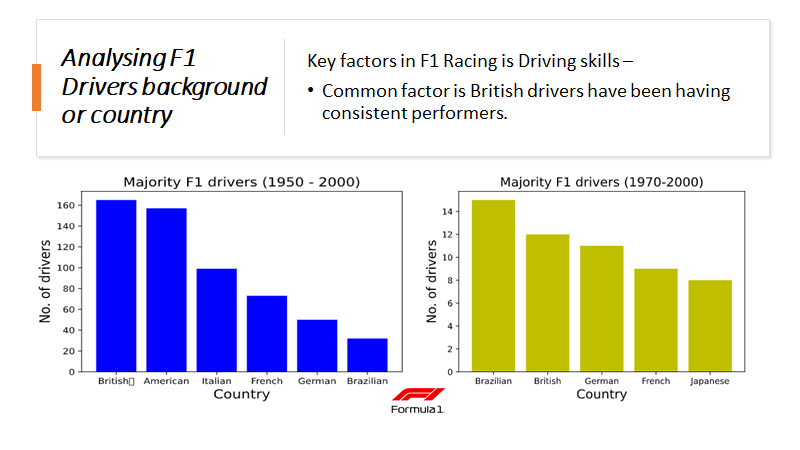 Analysing F1
Drivers background
or country
Key factors in F1 Racing is Driving skills –
• Common factor is British drivers have been having
consistent performers.
Majority F1 drivers (1950 - 2000)
No. of drivers
160
140
120
100
80
60
40
20
0
British▯ American Italian French German Brazilian
Country
Majority F1 drivers (1970-2000)
No. of drivers
14
12
10
8
6
4
2
0
Brazilian British German French Japanese
Country
F1
Formula 1